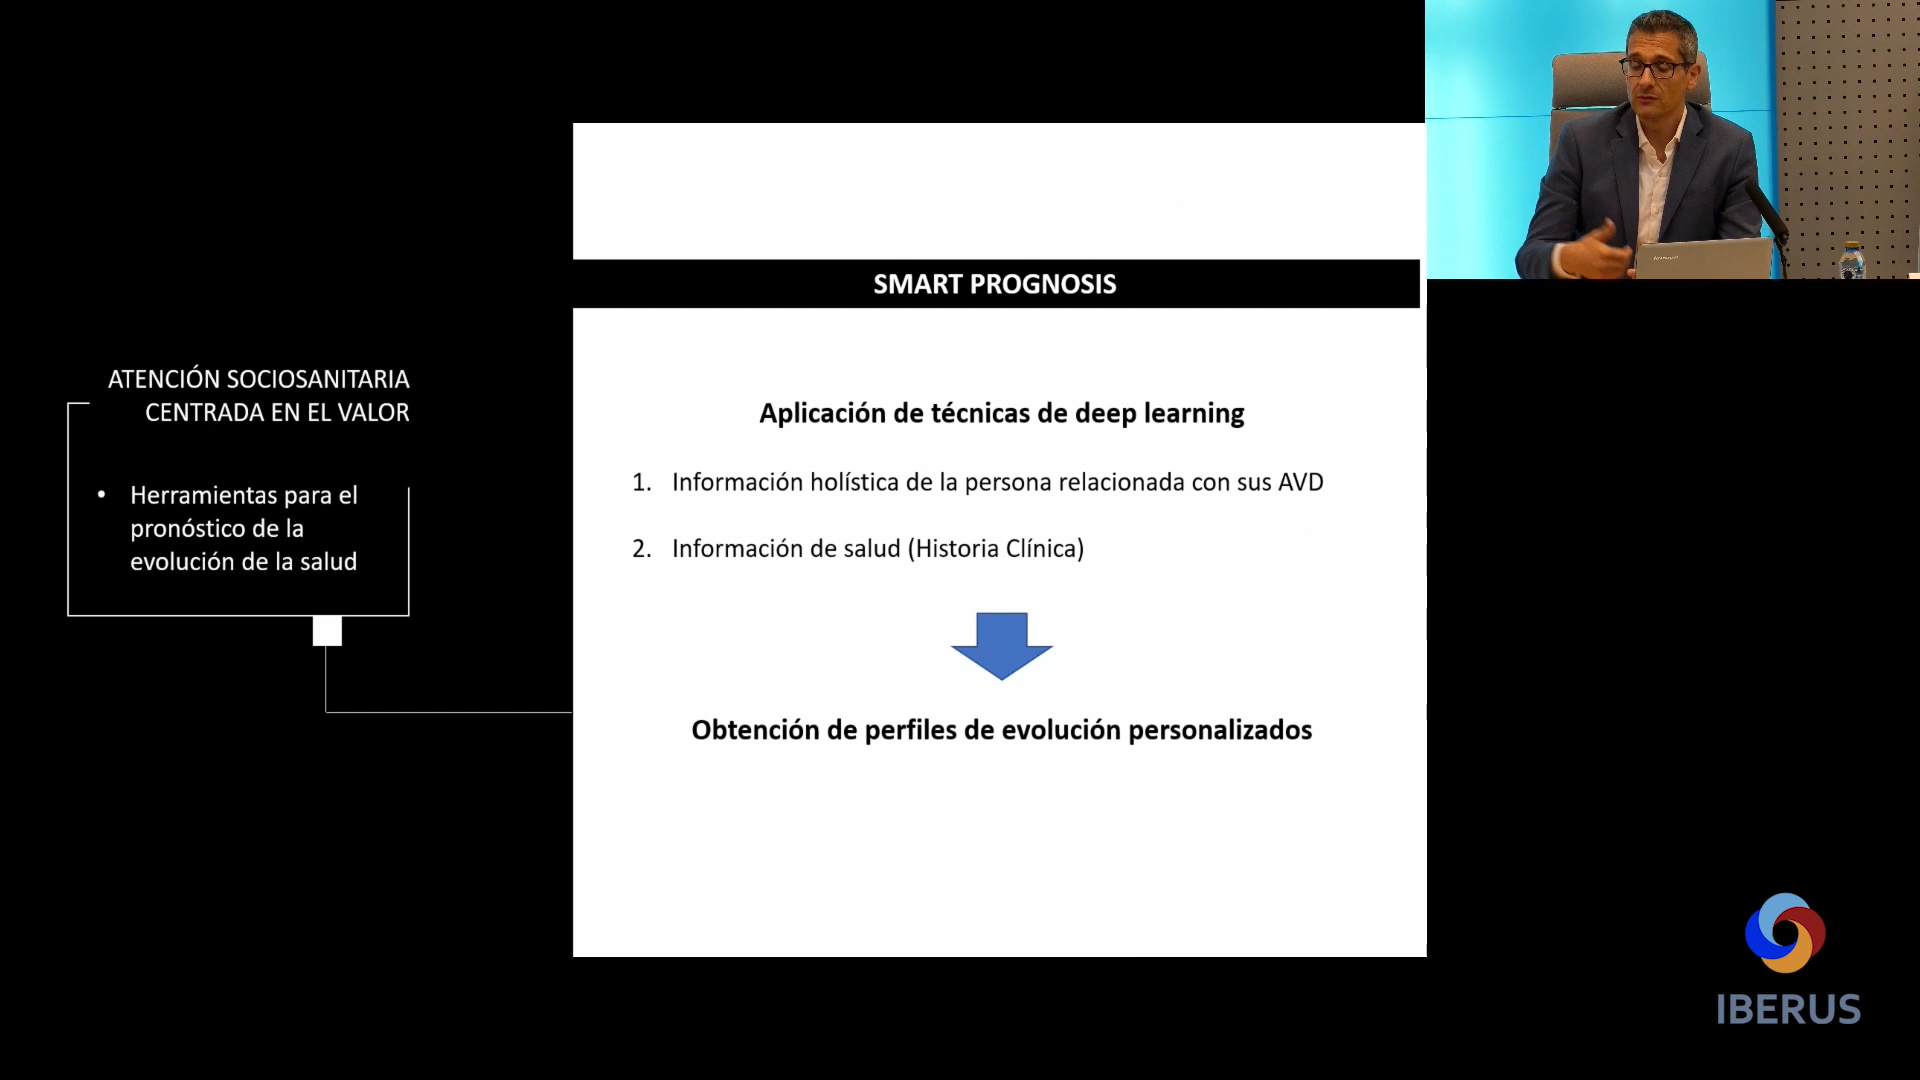 SMART PROGNOSIS
ATENCIÓN SOCIOSANITARIA
CENTRADA EN EL VALOR
• Herramientas para el
pronóstico de la
evolución de la salud
Aplicación de técnicas de deep learning
1. Información holística de la persona relacionada con sus AVD
2. Información de salud (Historia Clínica)
Obtención de perfiles de evolución personalizados
IBERUS